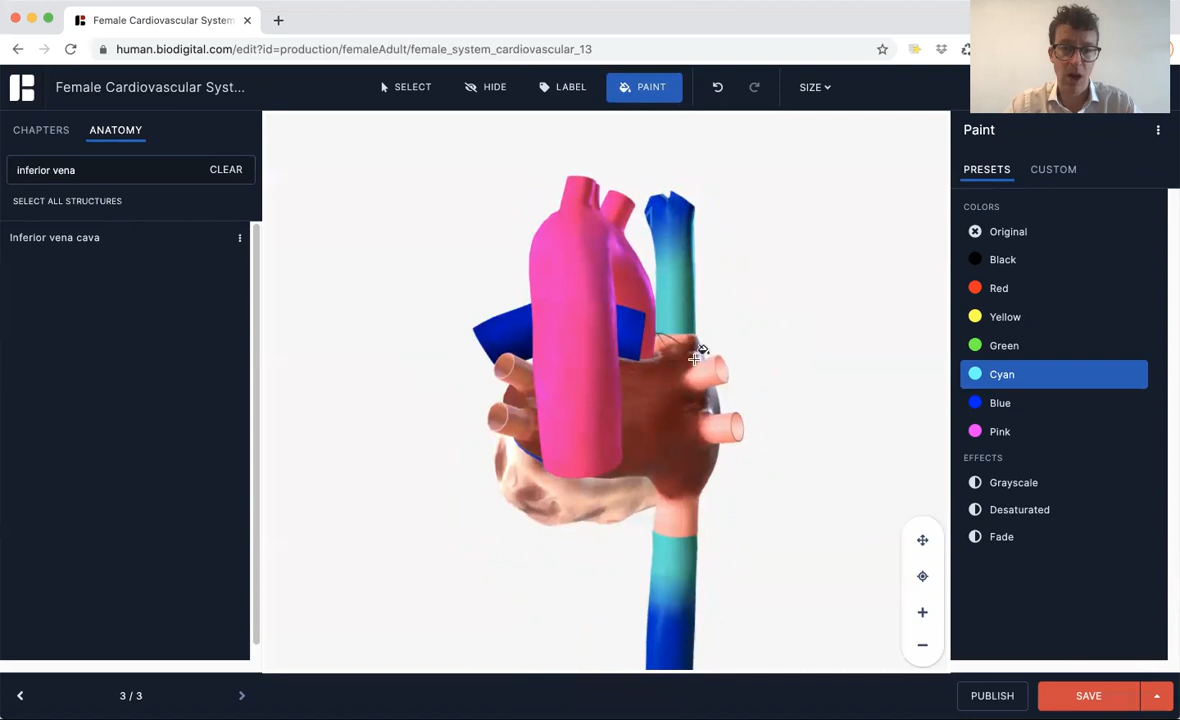 Female Cardiovascular System
human.biodigital.com/edit?id=production/femaleAdult/female_system_cardiovascular_13
Female Cardiovascular Syst...
SELECT
HIDE
LABEL
PAINT
SIZE
CHAPTERS
ANATOMY
inferior vena
CLEAR
SELECT ALL STRUCTURES
Inferior vena cava
Paint
PRESETS
CUSTOM
COLORS
Original
Black
Red
Yellow
Green
Cyan
Blue
Pink
EFFECTS
Grayscale
Desaturated
Fade
3 / 3
PUBLISH
SAVE